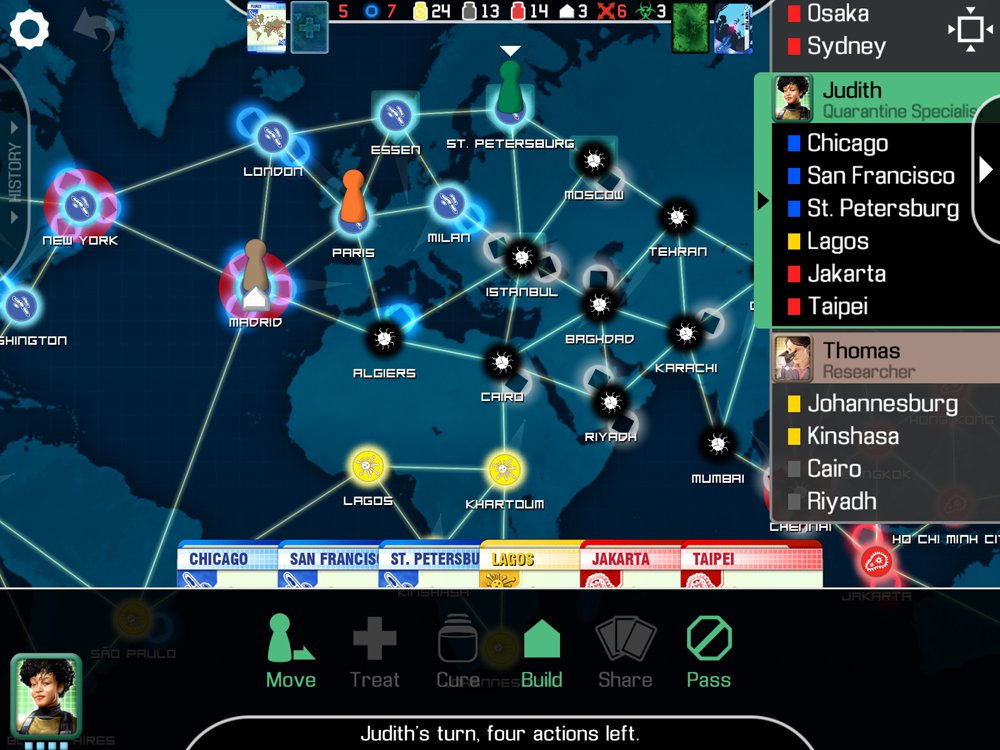 5 7 24 13 14 3 6 3
Osaka
Sydney
Judith
Quarantine Specialis
Chicago
San Francisco
St. Petersburg
Lagos
Jakarta
Taipei
Thomas
Researcher
Johannesburg
Kinshasa
Cairo
Riyadh
HISTORY
LONDON
ESSEN
ST. PETERSBURG
MOSCOW
NEW YORK
PARIS
MILAN
TEHRAN
ISTANBUL
MADRID
SHINGTON
ALGIERS
BAGHDAD
CAIRO
KARACHI
RIYADH
MUMBAI
LAGOS
KHARTOUM
CHENNAI
HO CHI MINH CIT
JAKARTA
KINSHASA
SÃO PAULO
CHICAGO
SAN FRANCIS
ST. PETERSBU
LAGOS
JAKARTA
TAIPEI
Move
Treat
Cure
Build
Share
Pass
Judith's turn, four actions left.